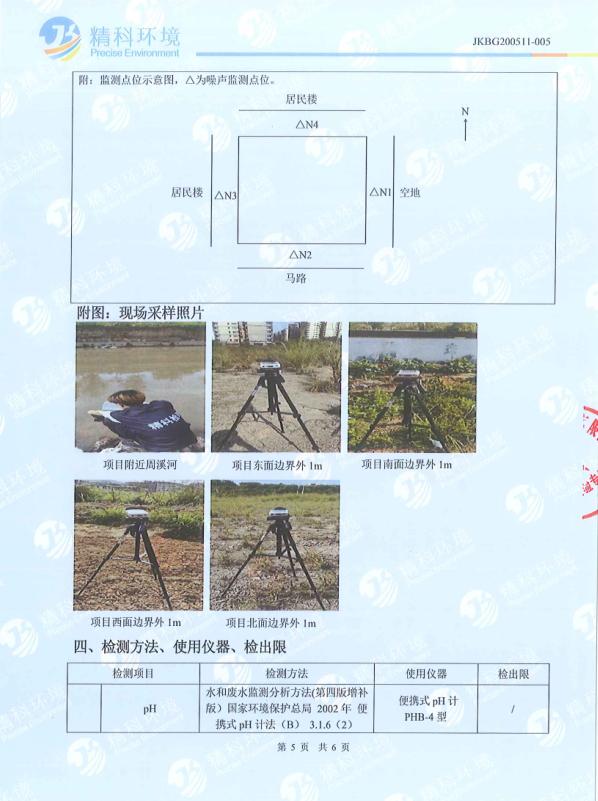 精科环境
Precise Environment
JKBG200511-005
附：监测点位示意图，△为噪声监测点位。
居民楼
△N4
N
居民楼
△N3
△N1
空地
△N2
马路
附图：现场采样照片
精科检
项目附近周溪河
项目东面边界外 1m
项目南面边界外 1m
项目西面边界外 1m
项目北面边界外 1m
四、检测方法、使用仪器、检出限
检测项目
检测方法
使用仪器
检出限
pH
水和废水监测分析方法(第四版增补
版）国家环境保护总局 2002 年 便
携式 pH 计法（B） 3.1.6（2）
便携式 pH 计
PHB-4 型
/
第 5 页 共 6 页